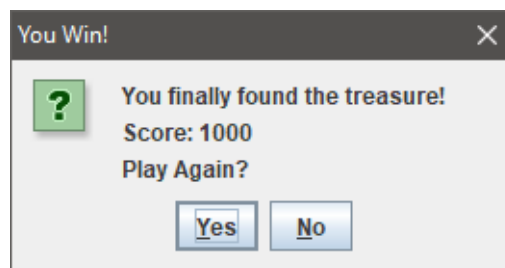 You Win!
You finally found the treasure!
Score: 1000
Play Again?
Yes No